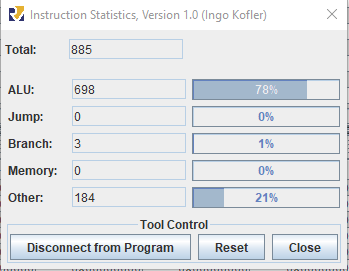 Instruction Statistics, Version 1.0 (Ingo Kofler)
Total: 885
ALU: 698 78%
Jump: 0 0%
Branch: 3 1%
Memory: 0 0%
Other: 184 21%
Tool Control
Disconnect from Program Reset Close